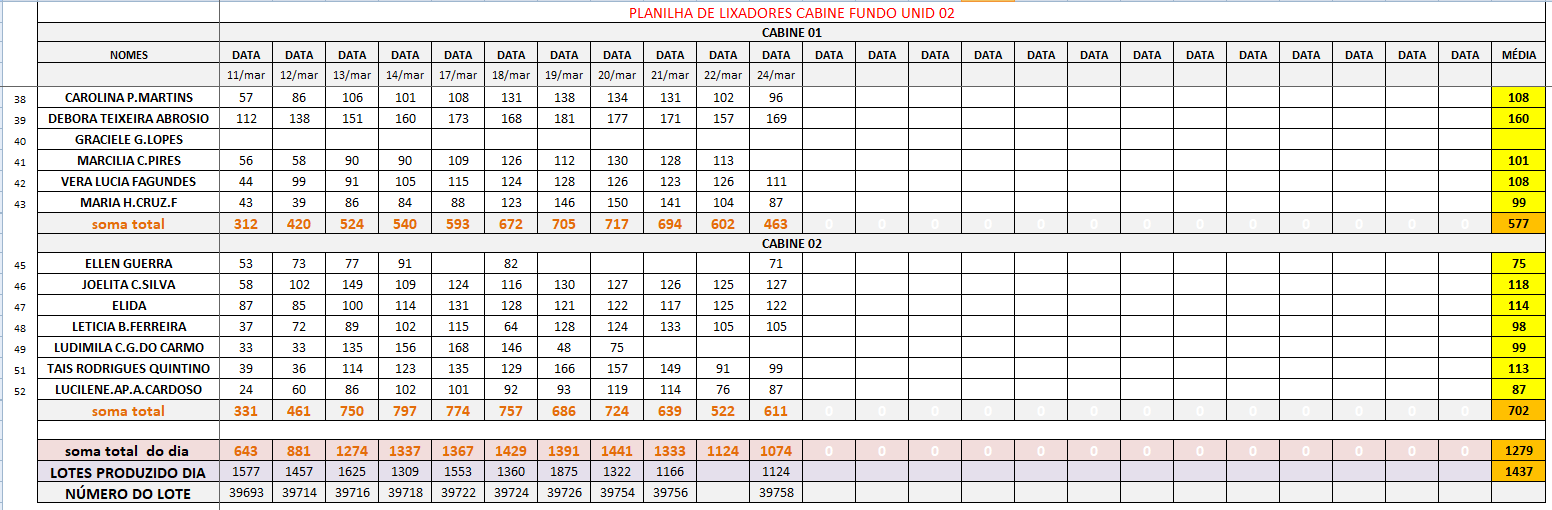 PLANILHA DE LIXADORES CABINE FUNDO UNID 02
CABINE 01
NOMES DATA DATA DATA DATA DATA DATA DATA DATA DATA DATA DATA DATA DATA DATA DATA DATA DATA DATA DATA DATA DATA DATA DATA DATA MÉDIA
11/mar 12/mar 13/mar 14/mar 17/mar 18/mar 19/mar 20/mar 21/mar 22/mar 24/mar
38 CAROLINA P.MARTINS 57 86 106 101 108 131 138 134 131 102 96 108
39 DEBORA TEIXEIRA ABROSIO 112 138 151 160 173 168 181 177 171 157 169 160
40 GRACIELE G.LOPES
41 MARCILIA C.PIRES 56 58 90 90 109 126 112 130 128 113 101
42 VERA LUCIA FAGUNDES 44 99 91 105 115 124 128 126 123 126 111 108
43 MARIA H.CRUZ.F 43 39 86 84 88 123 146 150 141 104 87 99
soma total 312 420 524 540 593 672 705 717 694 602 463 0 0 0 0 0 0 0 0 0 0 0 0 0 577
CABINE 02
45 ELLEN GUERRA 53 73 77 91 82 71 75
46 JOELITA C.SILVA 58 102 149 109 124 116 130 127 126 125 127 118
47 ELIDA 87 85 100 114 131 128 121 122 117 125 122 114
48 LETICIA B.FERREIRA 37 72 89 102 115 64 128 124 133 105 105 98
49 LUDIMILA C.G.DO CARMO 33 33 135 156 168 146 48 75 99
51 TAIS RODRIGUES QUINTINO 39 36 114 123 135 129 166 157 149 91 99 113
52 LUCILENE.AP.A.CARDOSO 24 60 86 102 101 92 93 119 114 76 87 87
soma total 331 461 750 797 774 757 686 724 639 522 611 0 0 0 0 0 0 0 0 0 0 0 0 0 702
soma total do dia 643 881 1274 1337 1367 1429 1391 1441 1333 1124 1074 0 0 0 0 0 0 0 0 0 0 0 0 0 1279
LOTES PRODUZIDO DIA 1577 1457 1625 1309 1553 1360 1875 1322 1166 1124 1437
NÚMERO DO LOTE 39693 39714 39716 39718 39722 39724 39726 39754 39756 39758